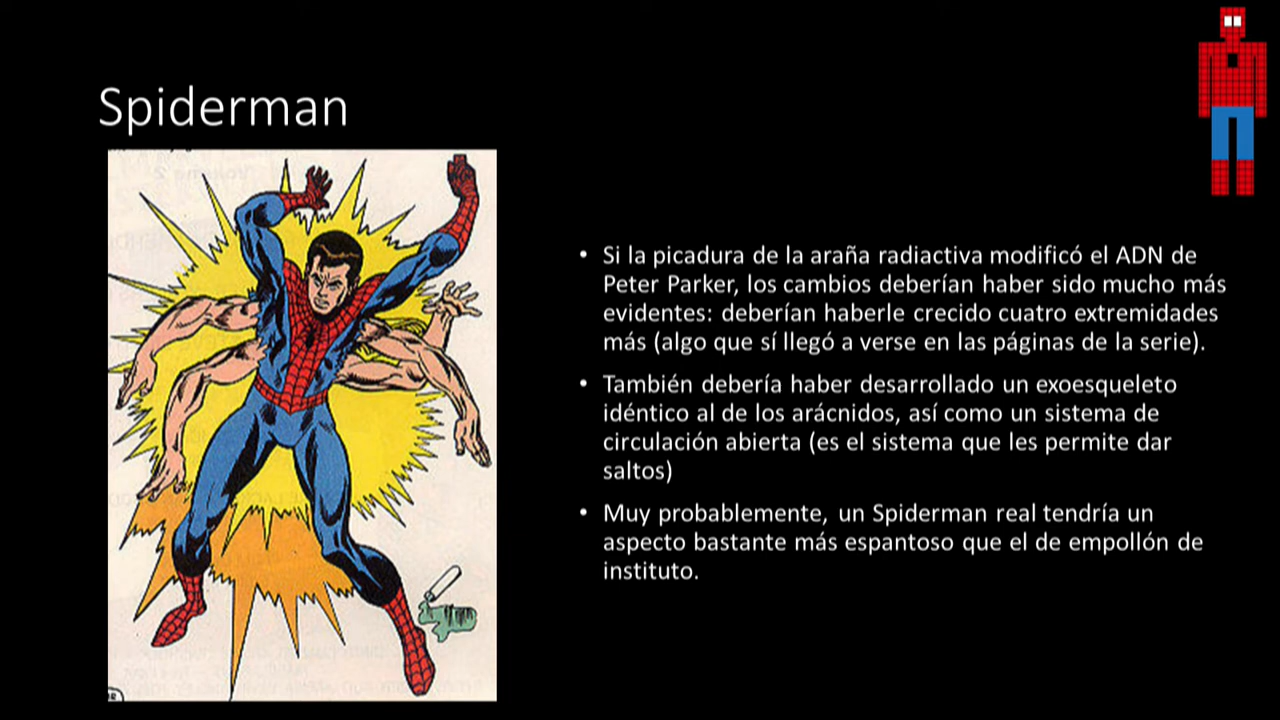 Spiderman
• Si la picadura de la araña radiactiva modificó el ADN de
Peter Parker, los cambios deberían haber sido mucho más
evidentes: deberían haberle crecido cuatro extremidades
más (algo que sí llegó a verse en las páginas de la serie).
• También debería haber desarrollado un exoesqueleto
idéntico al de los arácnidos, así como un sistema de
circulación abierta (es el sistema que les permite dar
saltos)
• Muy probablemente, un Spiderman real tendría un
aspecto bastante más espantoso que el de empollón de
instituto.